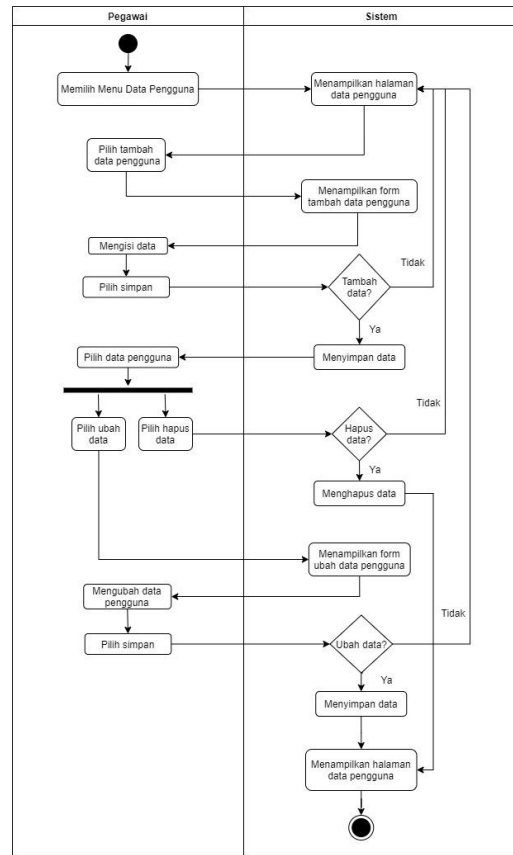 Pegawai
Sistem
Memilih Menu Data Pengguna
Menampilkan halaman
data pengguna
Pilih tambah
data pengguna
Menampilkan form
tambah data pengguna
Mengisi data
Tidak
Pilih simpan
Tambah
data?
Ya
Pilih data pengguna
Menyimpan data
Tidak
Pilih ubah
data
Pilih hapus
data
Hapus
data?
Ya
Menghapus data
Menampilkan form
ubah data pengguna
Mengubah data
pengguna
Tidak
Pilih simpan
Ubah data?
Ya
Menyimpan data
Menampilkan halaman
data pengguna